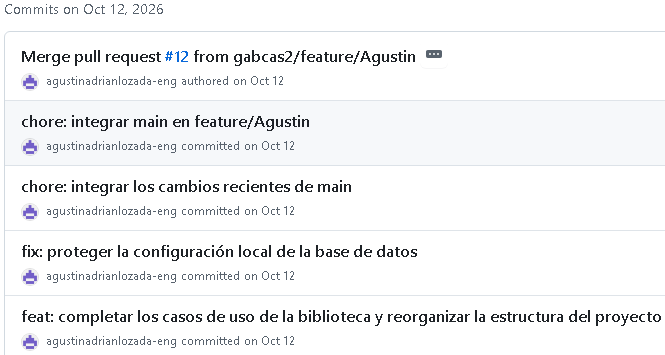 Commits on Oct 12, 2026
Merge pull request #12 from gabcas2/feature/Agustin
agustinadrianlozada-eng authored on Oct 12
chore: integrar main en feature/Agustin
agustinadrianlozada-eng committed on Oct 12
chore: integrar los cambios recientes de main
agustinadrianlozada-eng committed on Oct 12
fix: proteger la configuración local de la base de datos
agustinadrianlozada-eng committed on Oct 12
feat: completar los casos de uso de la biblioteca y reorganizar la estructura del proyecto
agustinadrianlozada-eng committed on Oct 12